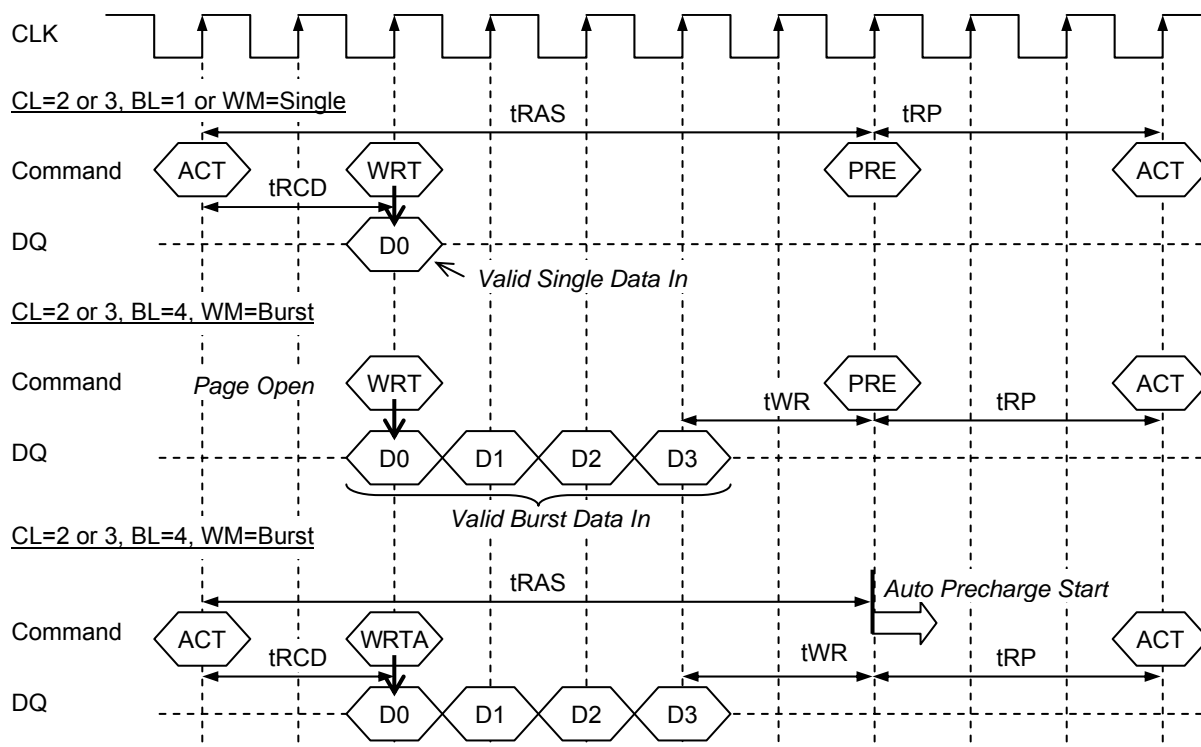 CLK
CL=2 or 3, BL=1 or WM=Single
tRAS tRP
Command ACT WRT PRE ACT
tRCD
DQ D0
Valid Single Data In
CL=2 or 3, BL=4, WM=Burst
Command Page Open WRT PRE ACT
tWR tRP
DQ D0 D1 D2 D3
Valid Burst Data In
CL=2 or 3, BL=4, WM=Burst
tRAS Auto Precharge Start
Command ACT WRTA ACT
tRCD tWR tRP
DQ D0 D1 D2 D3